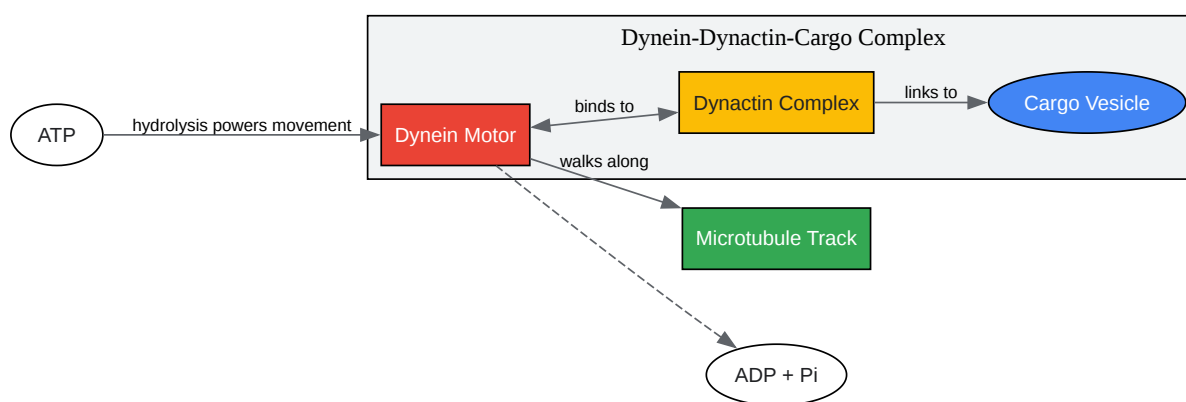 Dynein-Dynactin-Cargo Complex
ATP
hydrolysis powers movement
Dynein Motor
binds to
Dynactin Complex
links to
Cargo Vesicle
walks along
Microtubule Track
ADP + Pi